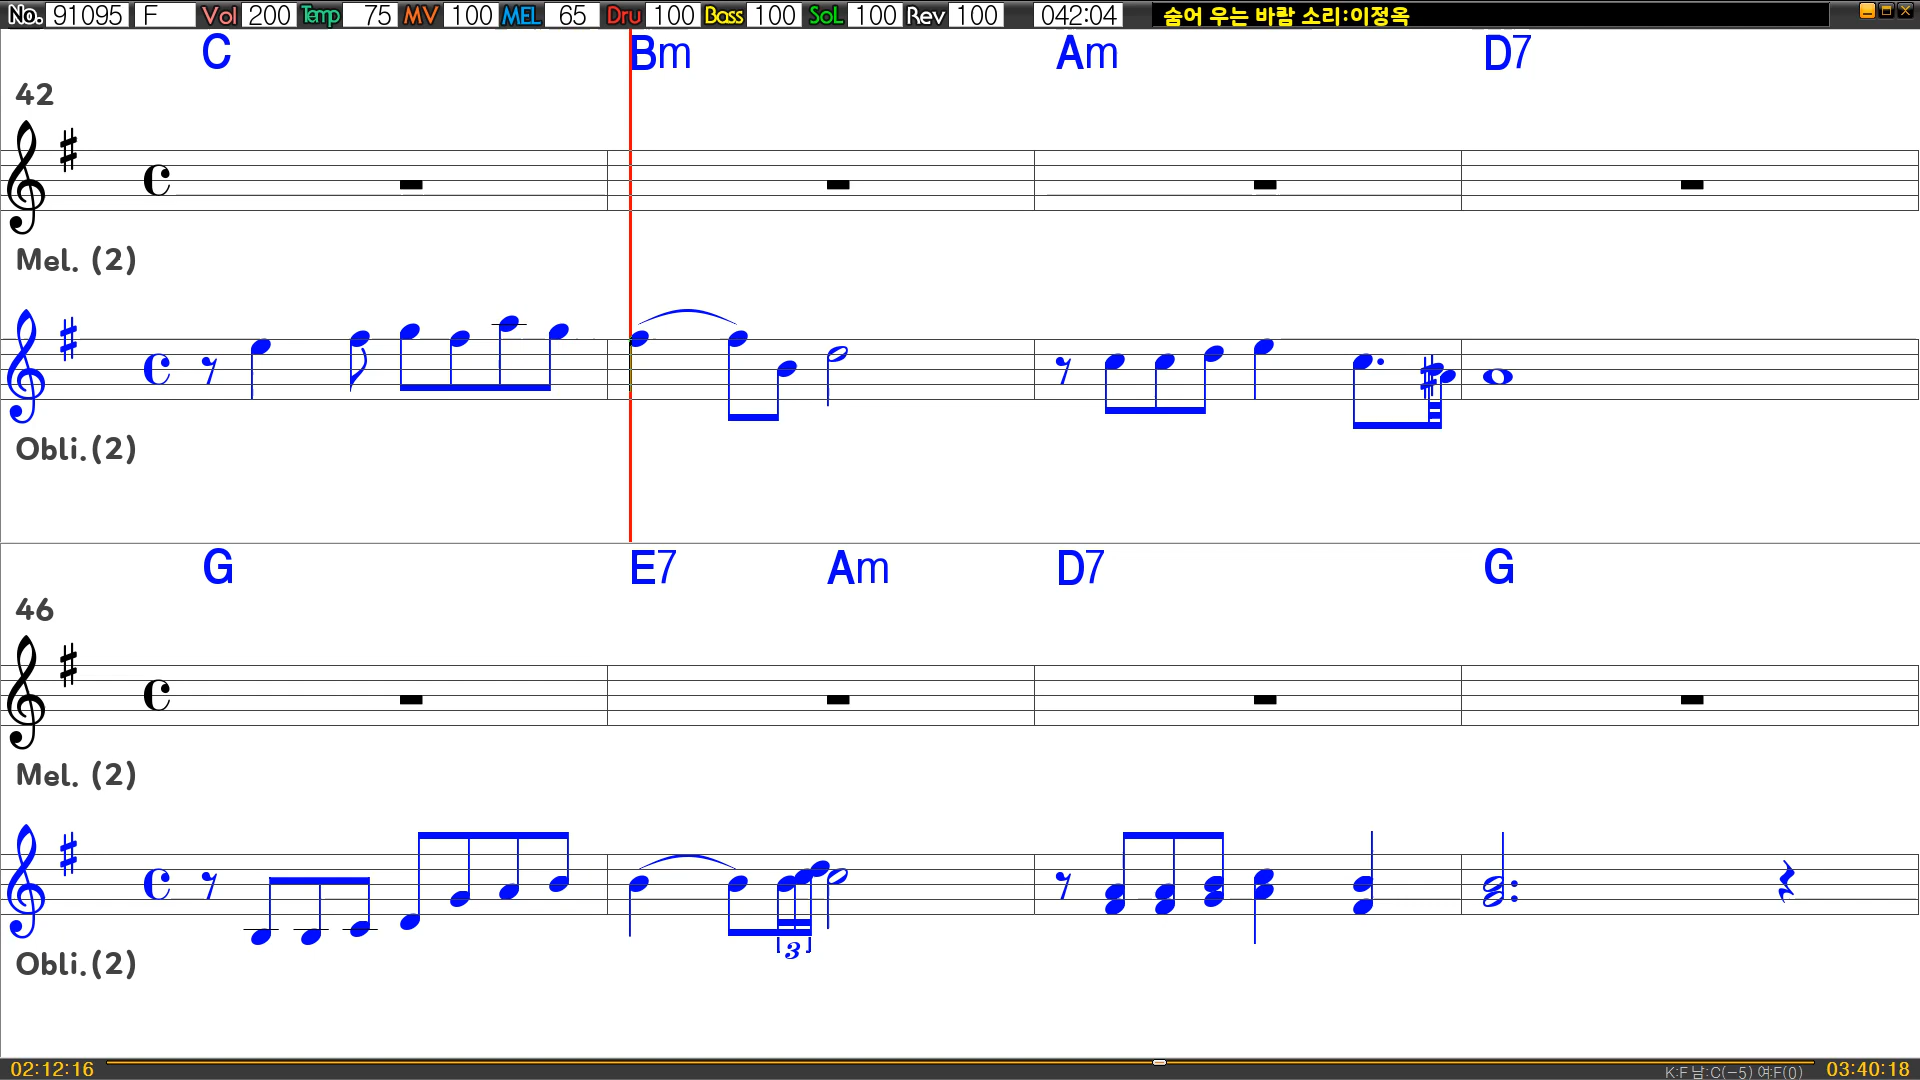 No. 91095 F Vol 200 Temp 75 MV 100 MEL 65 Dru 100 Bass 100 SoL 100 Rev 100 042:04 숨어 우는 바람 소리:이정옥
C Bm Am D7
42
Mel. (2)
Obli.(2)
G E7 Am D7 G
46
Mel. (2)
3
Obli.(2)
02:12:16 K:F 남:C(-5) 여:F(0) 03:40:18